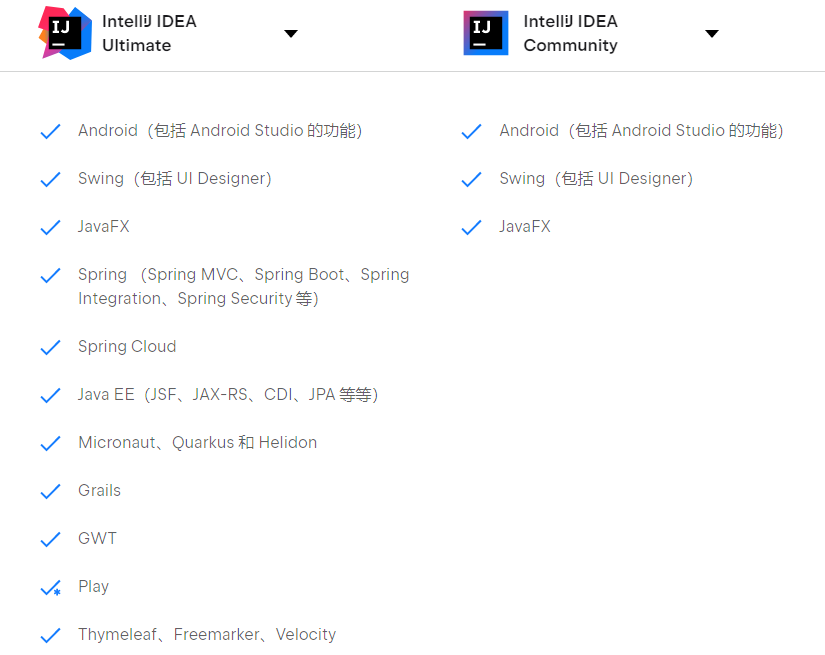 IJ
IntelliJ IDEA
Ultimate
IJ
IntelliJ IDEA
Community
Android（包括 Android Studio 的功能）
Swing（包括 UI Designer）
JavaFX
Spring （Spring MVC、Spring Boot、Spring
Integration、Spring Security 等）
Spring Cloud
Java EE（JSF、JAX-RS、CDI、JPA 等等）
Micronaut、Quarkus 和 Helidon
Grails
GWT
Play
Thymeleaf、Freemarker、Velocity
Android（包括 Android Studio 的功能）
Swing（包括 UI Designer）
JavaFX